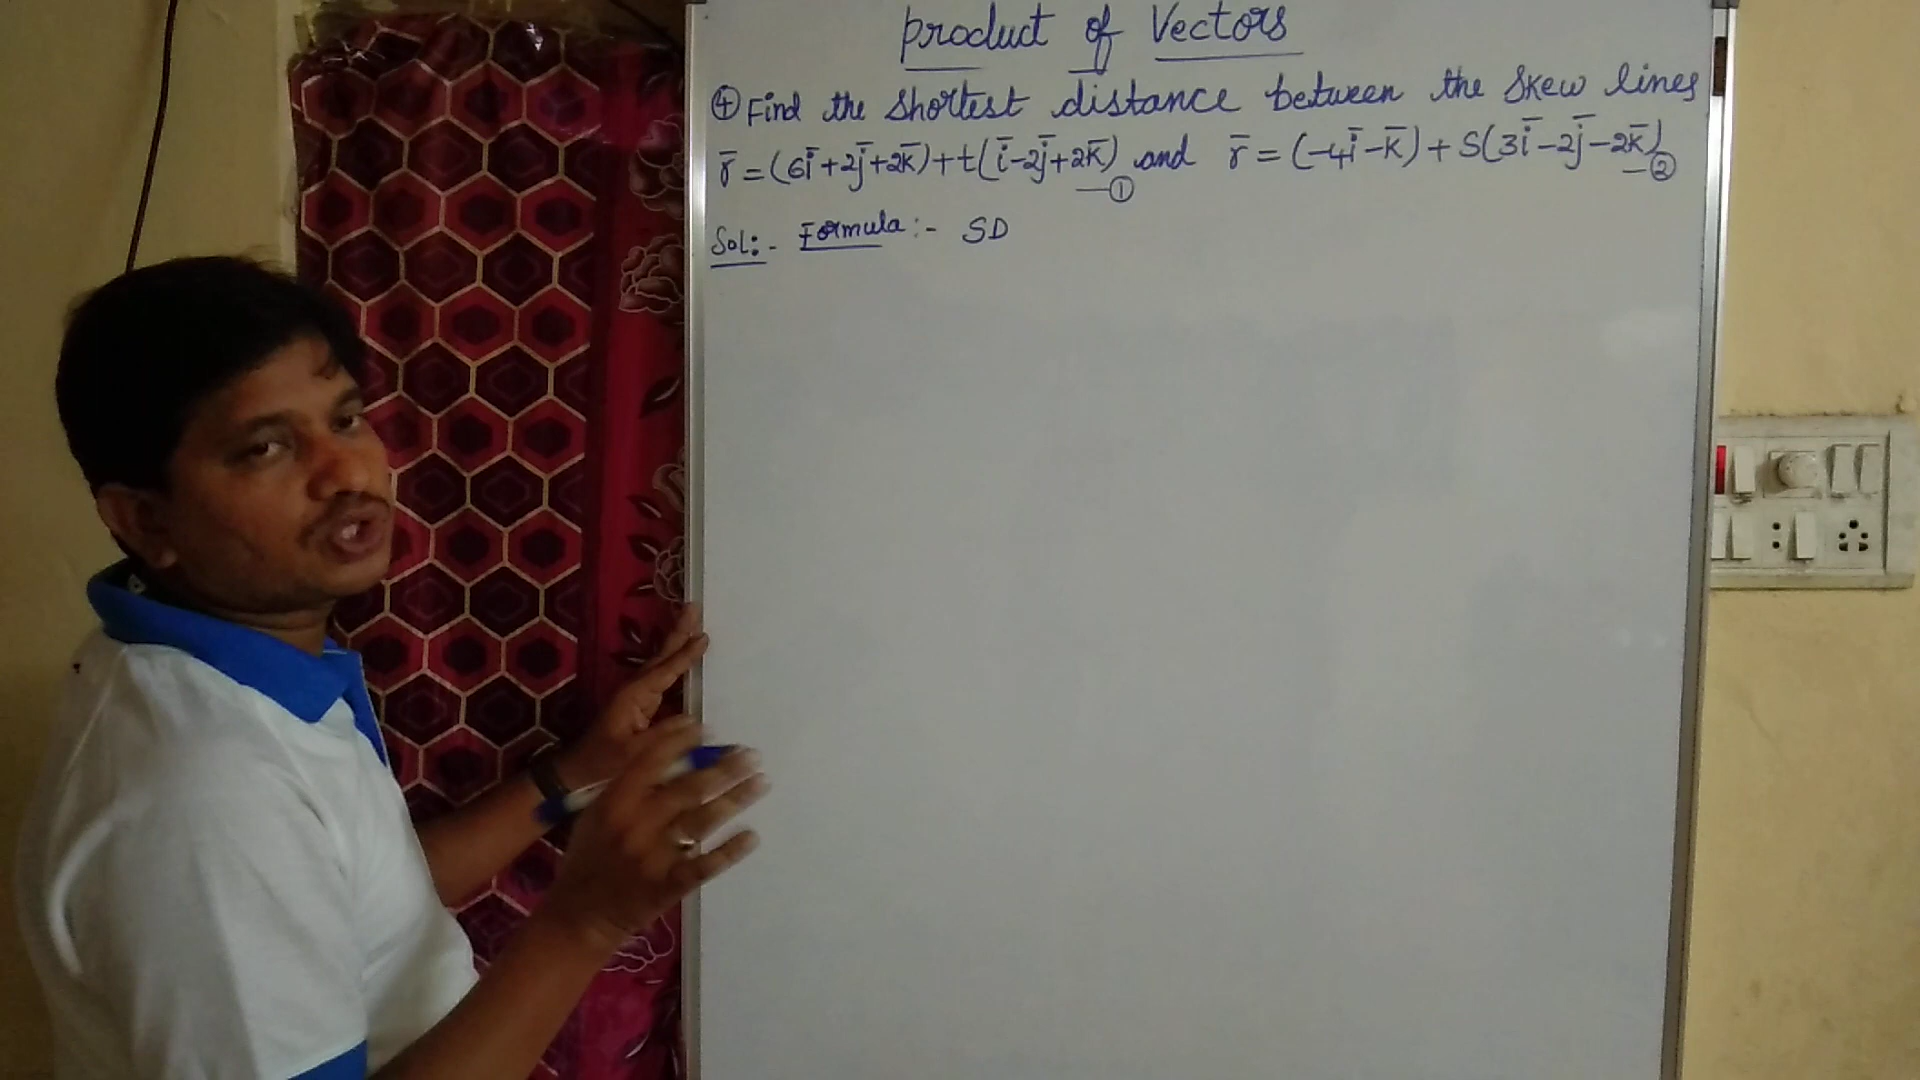 Product of Vectors
④ Find the shortest distance between the skew lines
r̄ = (6ī+2j̄+2k̄)+t(ī-2j̄+2k̄) and r̄ = (-4ī-k̄)+S(3ī-2j̄-2k̄)
—① —②
Sol:- Formula:- SD